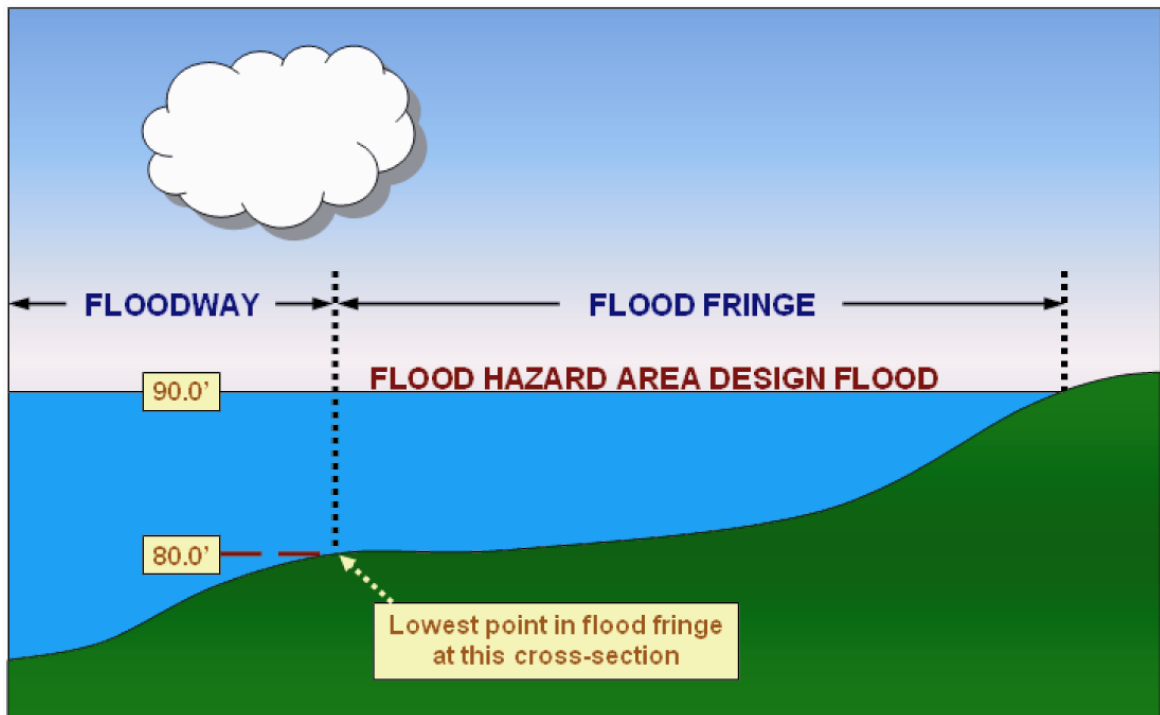 FLOODWAY
FLOOD FRINGE
FLOOD HAZARD AREA DESIGN FLOOD
90.0'
80.0'
Lowest point in flood fringe
at this cross-section